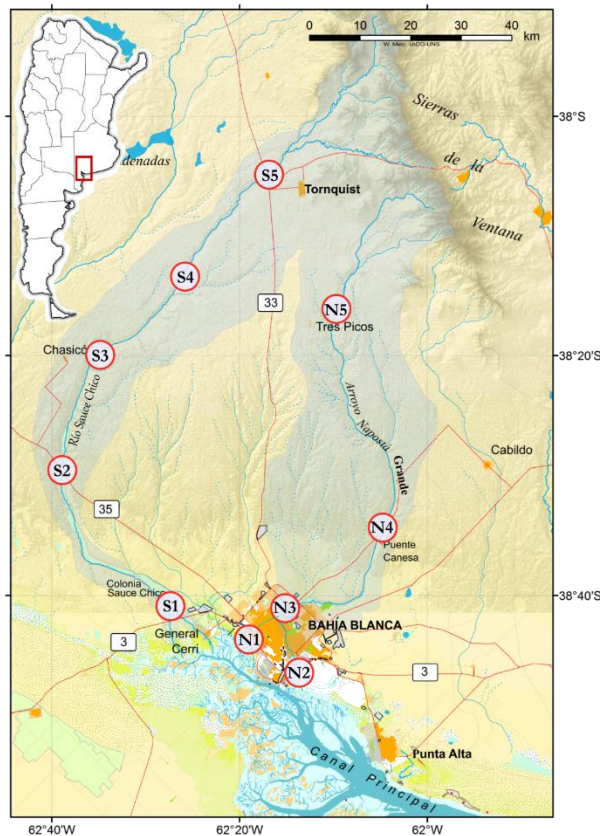 0 10 20 30 40
km
W. Merc -IADO-UNS
38°S
Sierras
de la
Ventana
denadas
S5
Tornquist
S4
33
N5
Tres Picos
38°20'S
Chasicó
S3
Río Sauce Chico
Arroyo Napostá
Grande
Cabildo
S2
35
N4
Puente
Canesa
38°40'S
Colonia
Sauce Chico
S1
N3
BAHIA BLANCA
General
Cerri
N1
3
N2
3
Punta Alta
Canal Principal
62°40'W
62°20'W
62°W